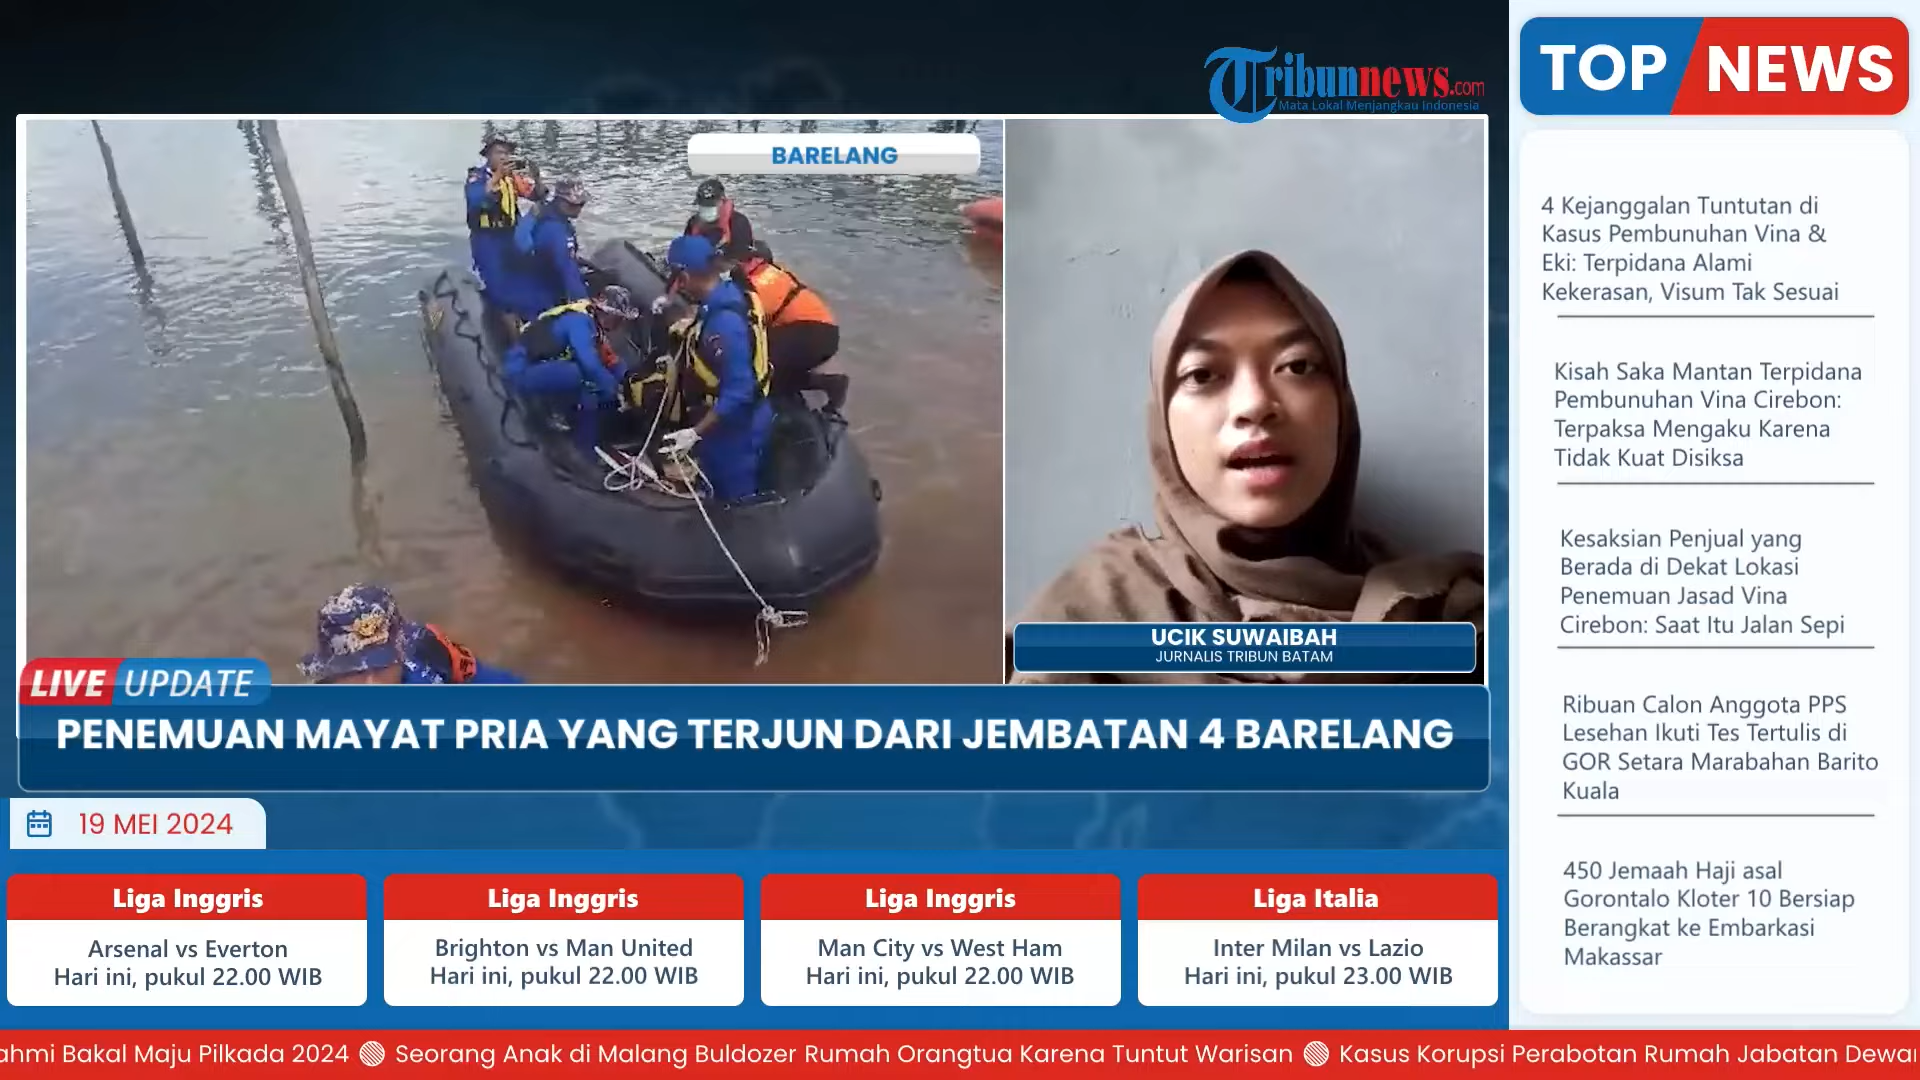 Tribunnews.com
Mata Lokal Menjangkau Indonesia
BARELANG
UCIK SUWAIBAH
JURNALIS TRIBUN BATAM
LIVE UPDATE
PENEMUAN MAYAT PRIA YANG TERJUN DARI JEMBATAN 4 BARELANG
19 MEI 2024
Liga Inggris
Arsenal vs Everton
Hari ini, pukul 22.00 WIB
Liga Inggris
Brighton vs Man United
Hari ini, pukul 22.00 WIB
Liga Inggris
Man City vs West Ham
Hari ini, pukul 22.00 WIB
Liga Italia
Inter Milan vs Lazio
Hari ini, pukul 23.00 WIB
TOP NEWS
4 Kejanggalan Tuntutan di
Kasus Pembunuhan Vina &
Eki: Terpidana Alami
Kekerasan, Visum Tak Sesuai
Kisah Saka Mantan Terpidana
Pembunuhan Vina Cirebon:
Terpaksa Mengaku Karena
Tidak Kuat Disiksa
Kesaksian Penjual yang
Berada di Dekat Lokasi
Penemuan Jasad Vina
Cirebon: Saat Itu Jalan Sepi
Ribuan Calon Anggota PPS
Lesehan Ikuti Tes Tertulis di
GOR Setara Marabahan Barito
Kuala
450 Jemaah Haji asal
Gorontalo Kloter 10 Bersiap
Berangkat ke Embarkasi
Makassar
ahmi Bakal Maju Pilkada 2024 Seorang Anak di Malang Buldozer Rumah Orangtua Karena Tuntut Warisan Kasus Korupsi Perabotan Rumah Jabatan Dewa